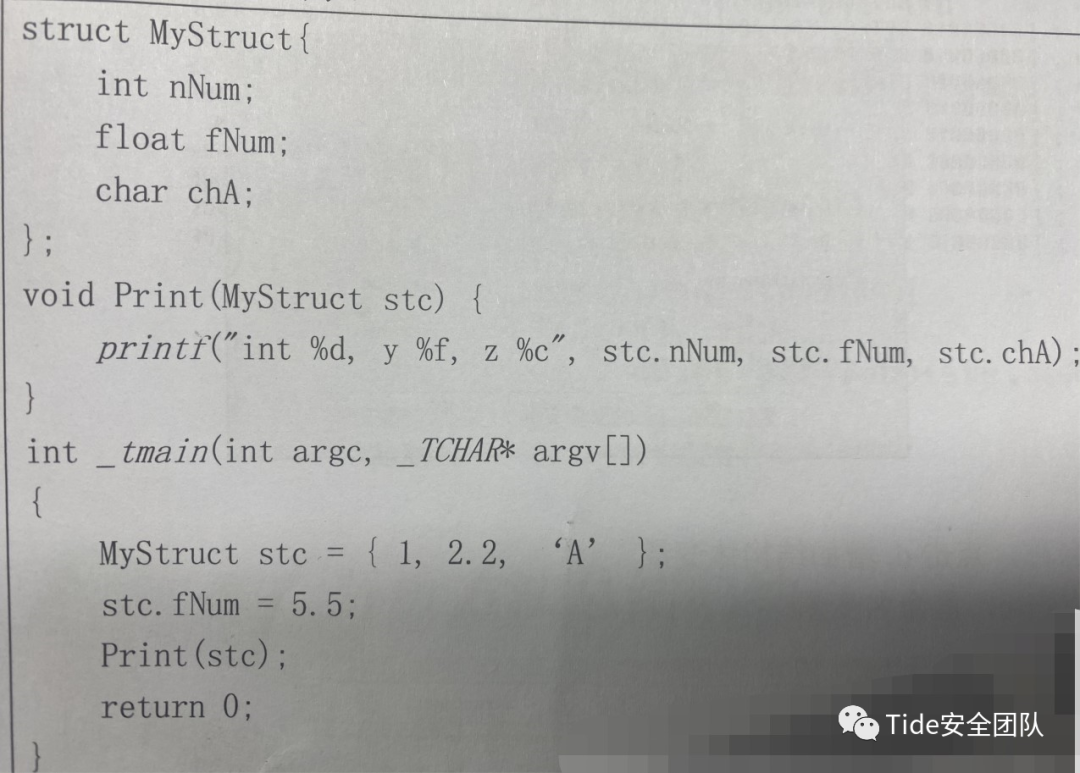 struct MyStruct{
    int nNum;
    float fNum;
    char chA;
};
void Print(MyStruct stc) {
    printf("int %d, y %f, z %c", stc.nNum, stc.fNum, stc.chA);
}
int _tmain(int argc, _TCHAR* argv[])
{
    MyStruct stc = { 1, 2.2, ‘A’ };
    stc.fNum = 5.5;
    Print(stc);
    return 0;
}
Tide安全团队